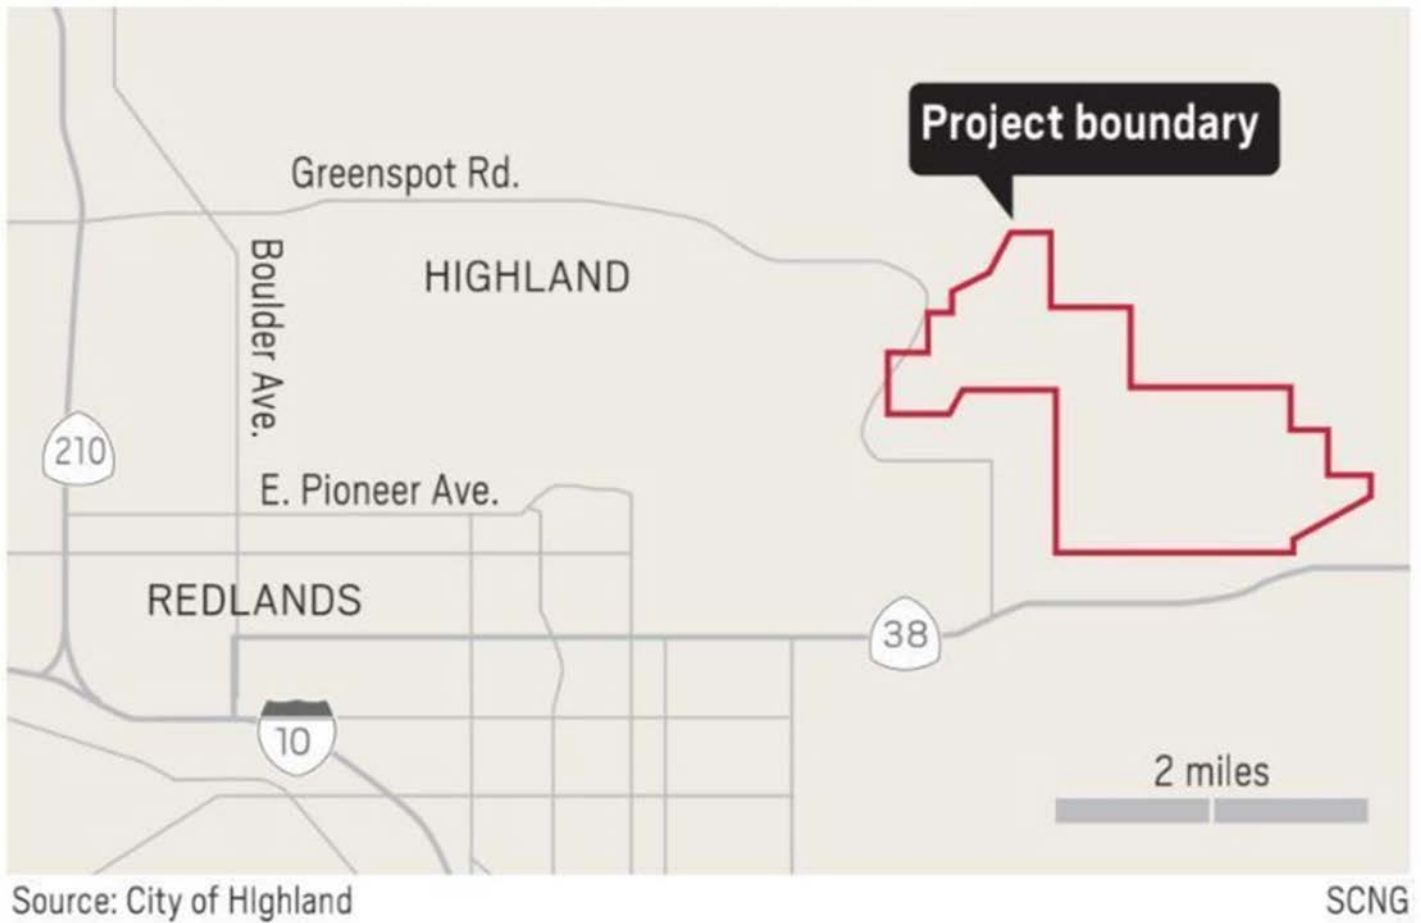 Project boundary
Greenspot Rd.
HIGHLAND
Boulder Ave.
210
E. Pioneer Ave.
REDLANDS
38
10
2 miles
Source: City of HIghland
SCNG